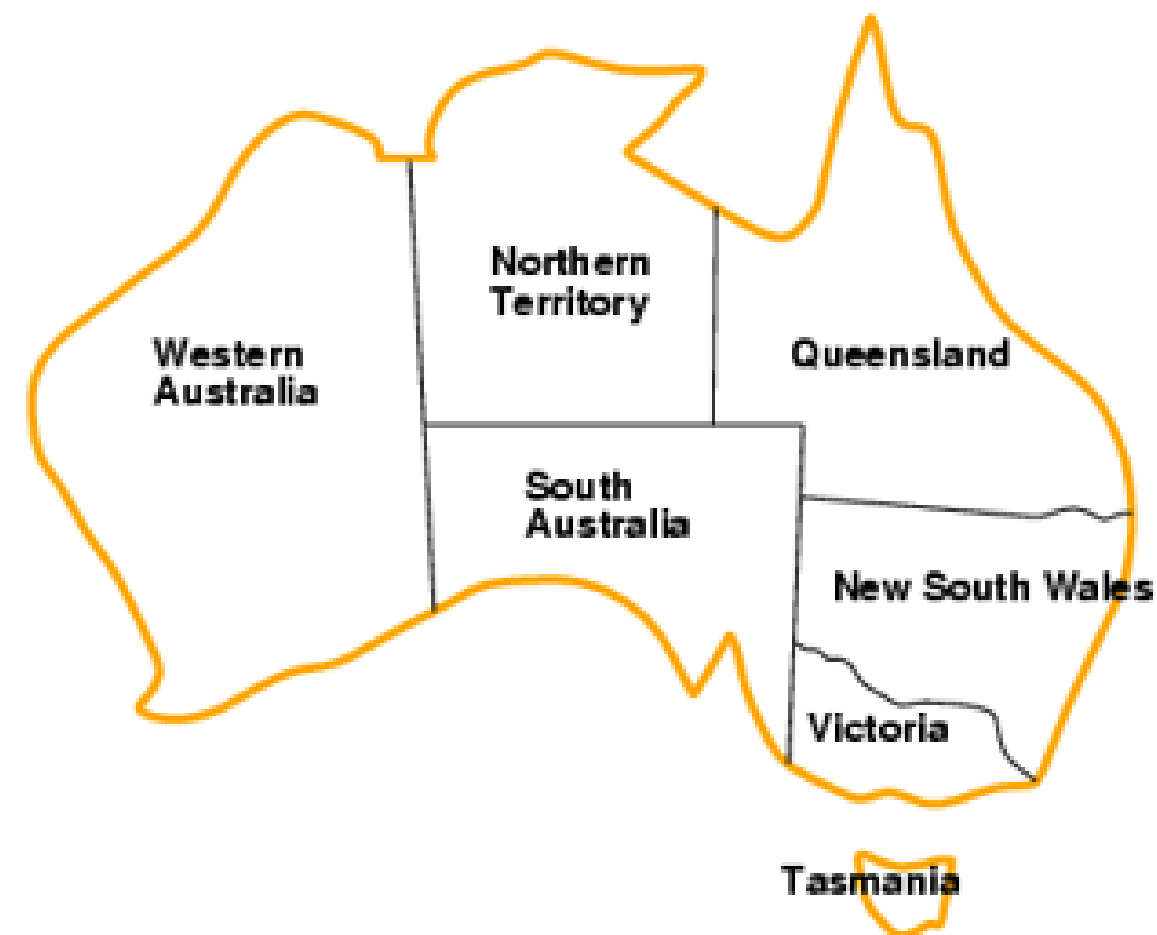 Northern
Territory
Western
Australia
Queensland
South
Australia
New South Wales
Victoria
Tasmania